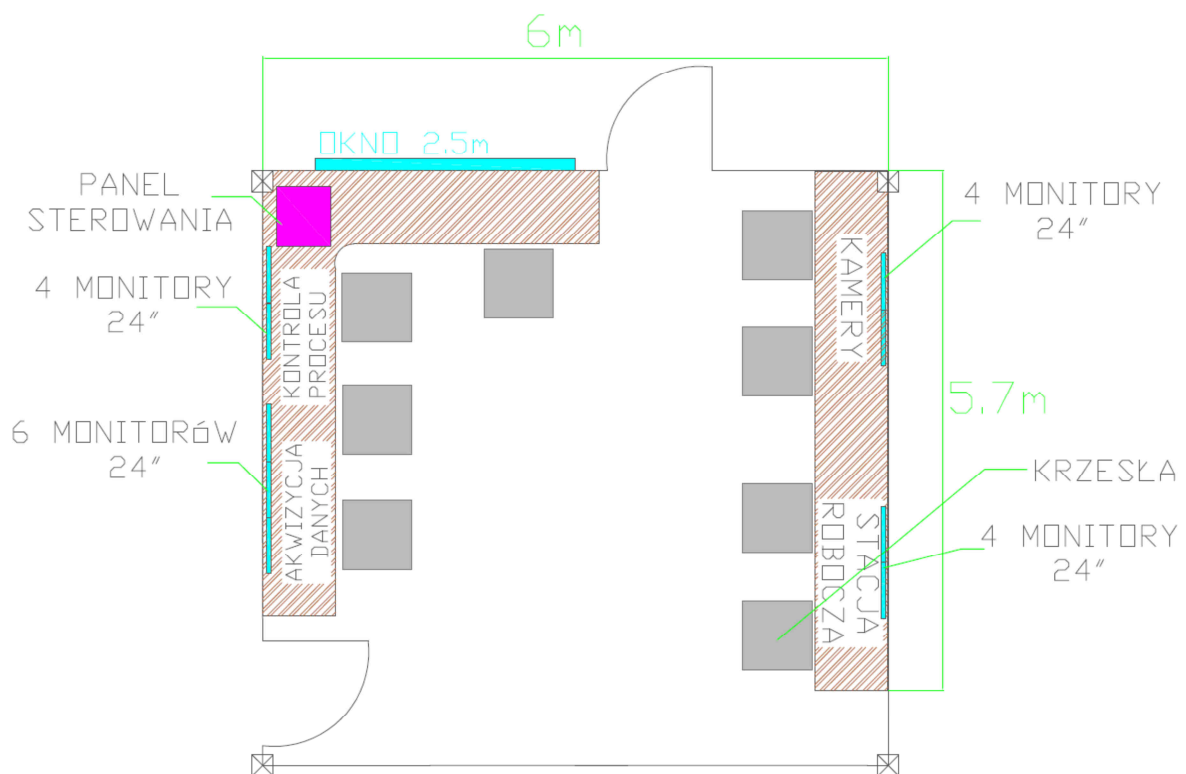 6m
OKNO 2.5m
PANEL
STEROWANIA
4 MONITORY
24"
4 MONITORY
24"
KONTROLA
PROCESU
KAMERY
6 MONITORóW
24"
AKWIZYCJA
DANYCH
5.7m
KRZESŁA
STACJA
ROBOCZA
4 MONITORY
24"